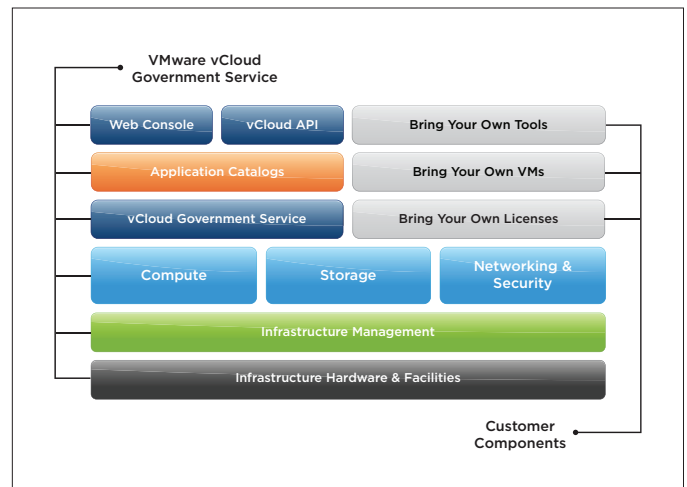 VMware vCloud
Government Service
Web Console
vCloud API
Bring Your Own Tools
Application Catalogs
Bring Your Own VMs
vCloud Government Service
Bring Your Own Licenses
Compute
Storage
Networking &
Security
Infrastructure Management
Infrastructure Hardware & Facilities
Customer
Components